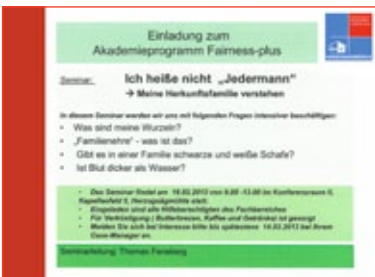 Einladung zum
Akademieprogramm Fairness-plus
Seminar: Ich heiße nicht „Jedermann“
→ Meine Herkunftsfamilie verstehen
In diesem Seminar werden wir uns mit folgenden Fragen intensiver beschäftigen:
• Was sind meine Wurzeln?
• „Familienehre“ - was ist das?
• Gibt es in einer Familie schwarze und weiße Schafe?
• Ist Blut dicker als Wasser?
• Das Seminar findet am 18.03.2013 von 9.00 -13.00 im Konferenzraum II,
Kapellenfeld 5, Herzogsägmühle statt.
• Eingeladen sind alle Hilfeberechtigten des Fachbereiches
• Für Verköstigung ( Butterbrezen, Kaffee und Getränke) ist gesorgt
• Melden Sie sich bei Interesse bitte bis spätestens 14.03.2013 bei Ihrem
Case-Manager an.
Seminarleitung: Thomas